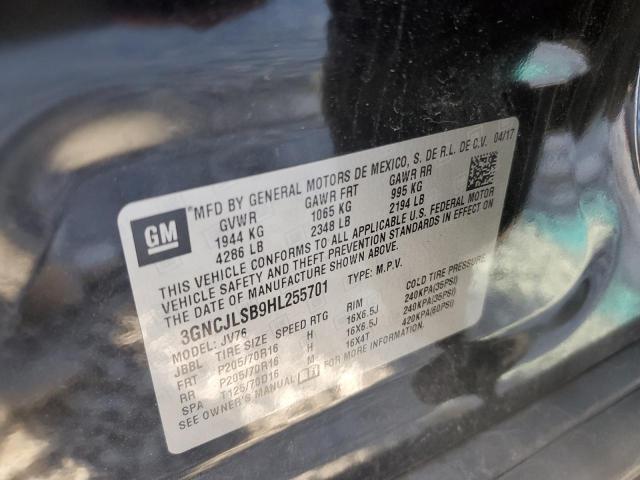 GM
MFD BY GENERAL MOTORS DE MEXICO, S. DE R.L. DE C.V. 04/17
GVWR GAWR FRT GAWR RR
1944 KG 1065 KG 995 KG
4286 LB 2348 LB 2194 LB
THIS VEHICLE CONFORMS TO ALL APPLICABLE U.S. FEDERAL MOTOR
VEHICLE SAFETY AND THEFT PREVENTION STANDARDS IN EFFECT ON
THE DATE OF MANUFACTURE SHOWN ABOVE.
3GNCJLSB9HL255701 TYPE: M.P.V.
MODEL: JV76
JBBL TIRE SIZE SPEED RTG RIM COLD TIRE PRESSURE
FRT P205/70R16 H 16X6.5J 240KPA(35PSI)
RR P205/70R16 H 16X6.5J 240KPA(35PSI)
SPA T125/70D16 M 16X4T 420KPA(60PSI)
SEE OWNER'S MANUAL FOR MORE INFORMATION.